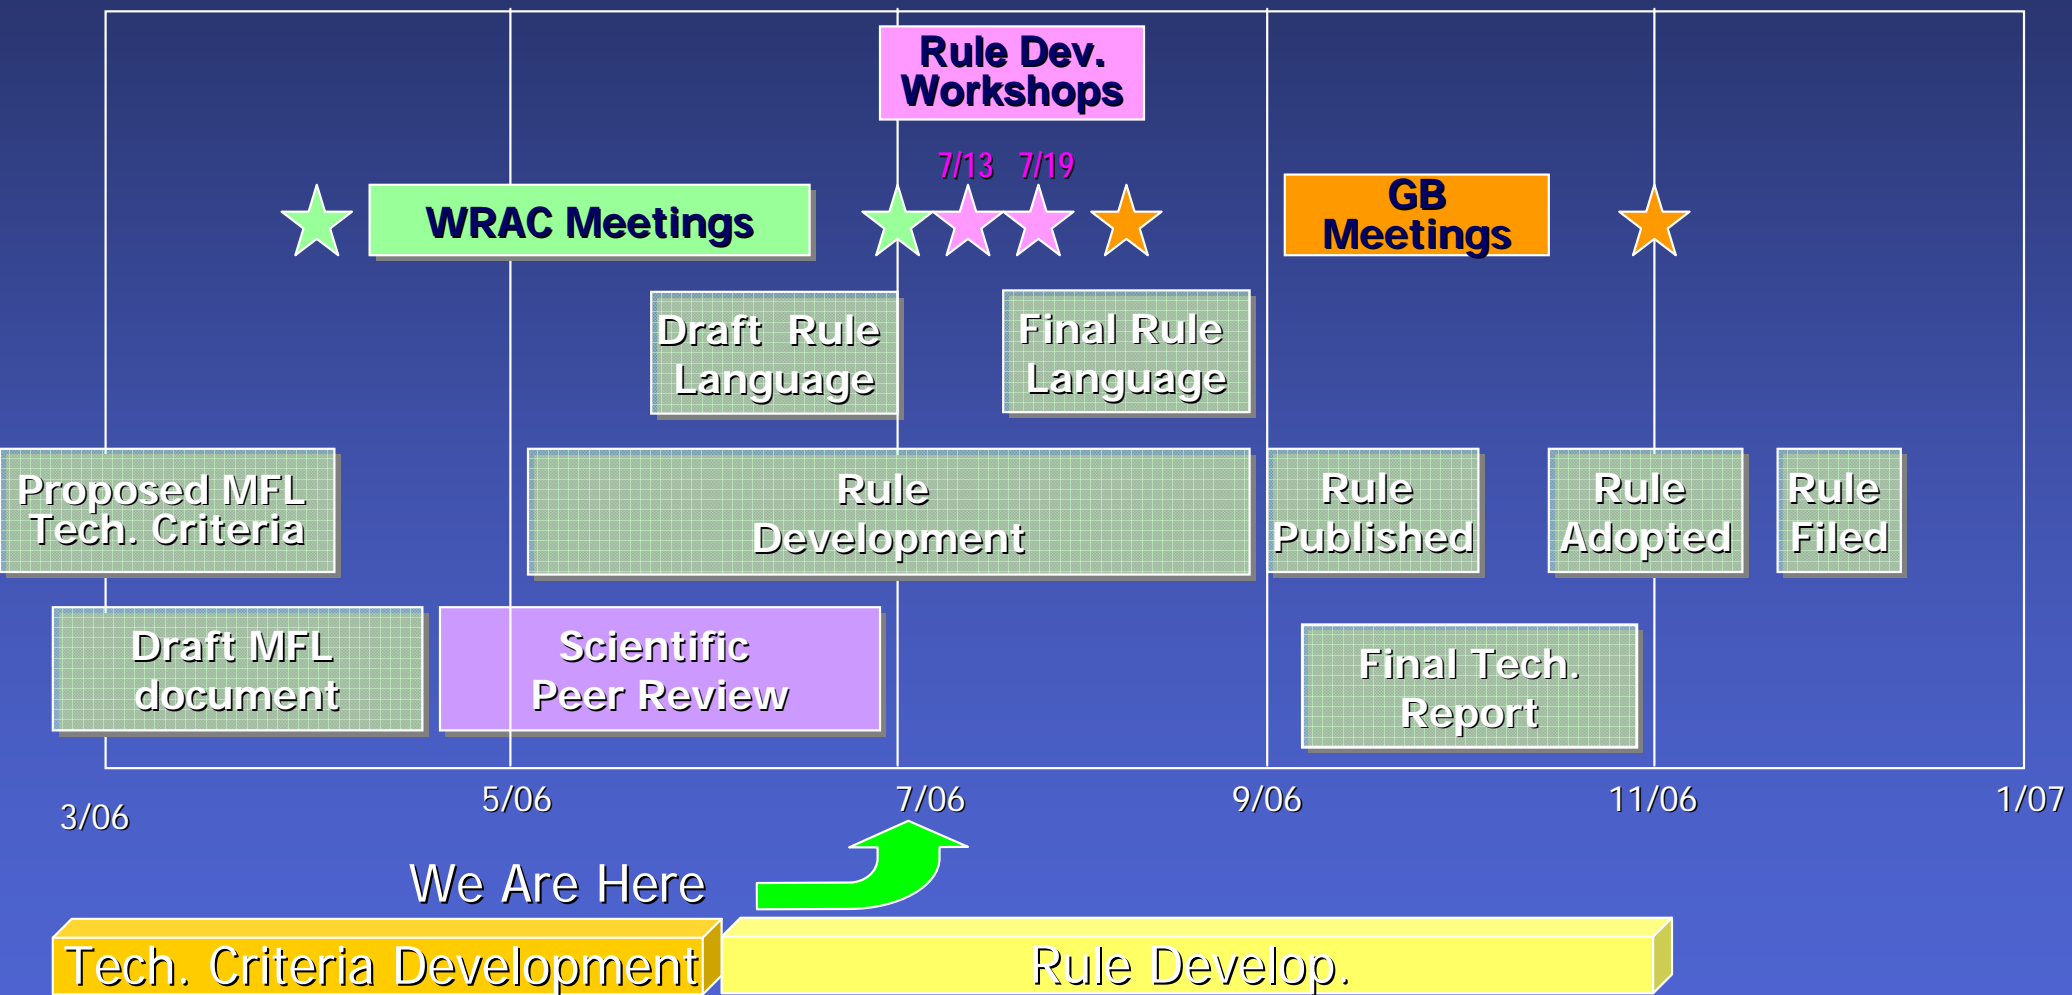 Rule Dev.
Workshops
7/13 7/19
WRAC Meetings
GB
Meetings
Draft Rule
Language
Final Rule
Language
Proposed MFL
Tech. Criteria
Rule
Development
Rule
Published
Rule
Adopted
Rule
Filed
Draft MFL
document
Scientific
Peer Review
Final Tech.
Report
3/06
5/06
7/06
9/06
11/06
1/07
We Are Here
Tech. Criteria Development
Rule Develop.